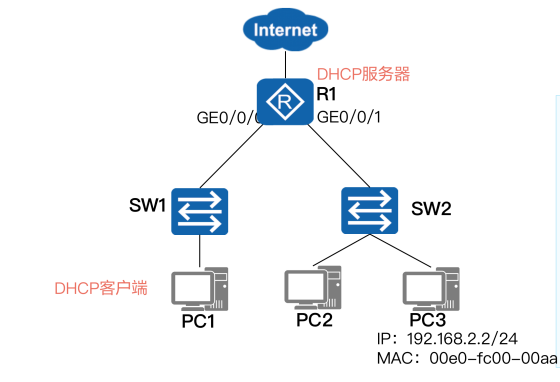 Internet
DHCP服务器
R
R1
GE0/0/0
GE0/0/1
SW1
SW2
DHCP客户端
PC1
PC2
PC3
IP：192.168.2.2/24
MAC：00e0-fc00-00aa